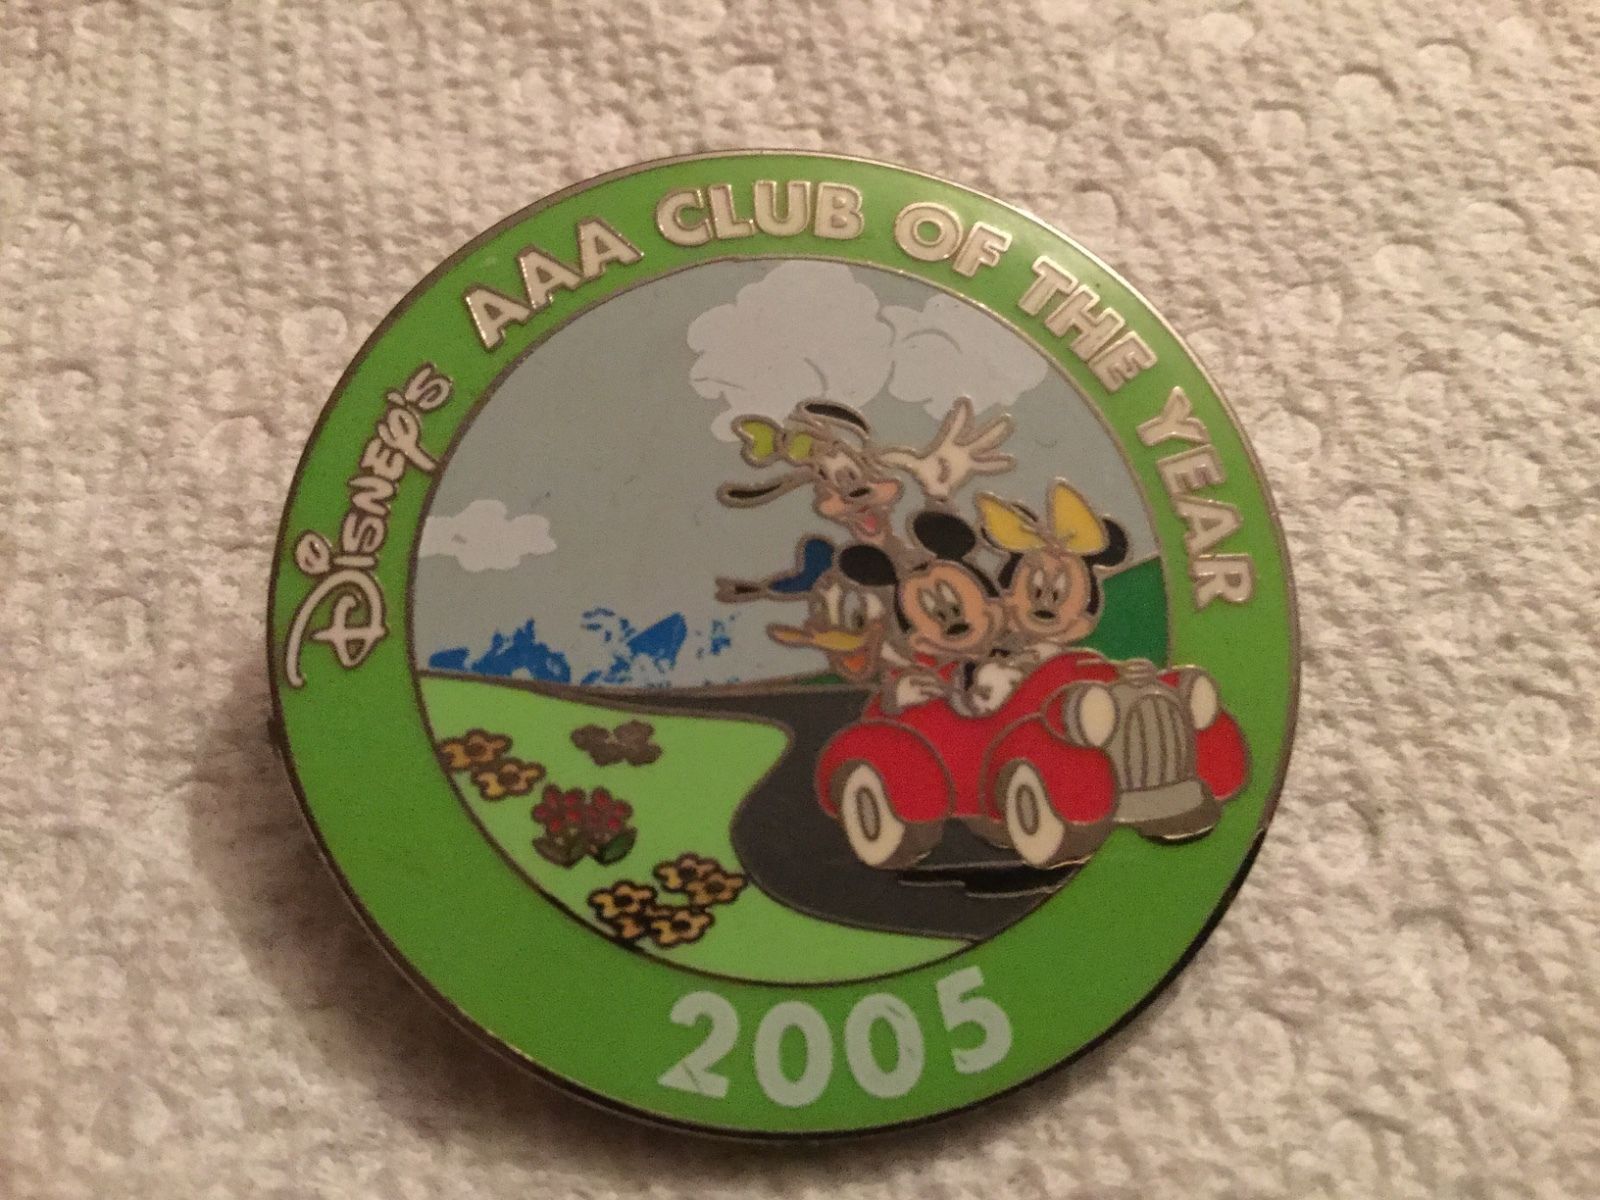 Disney's AAA CLUB OF THE YEAR
2005